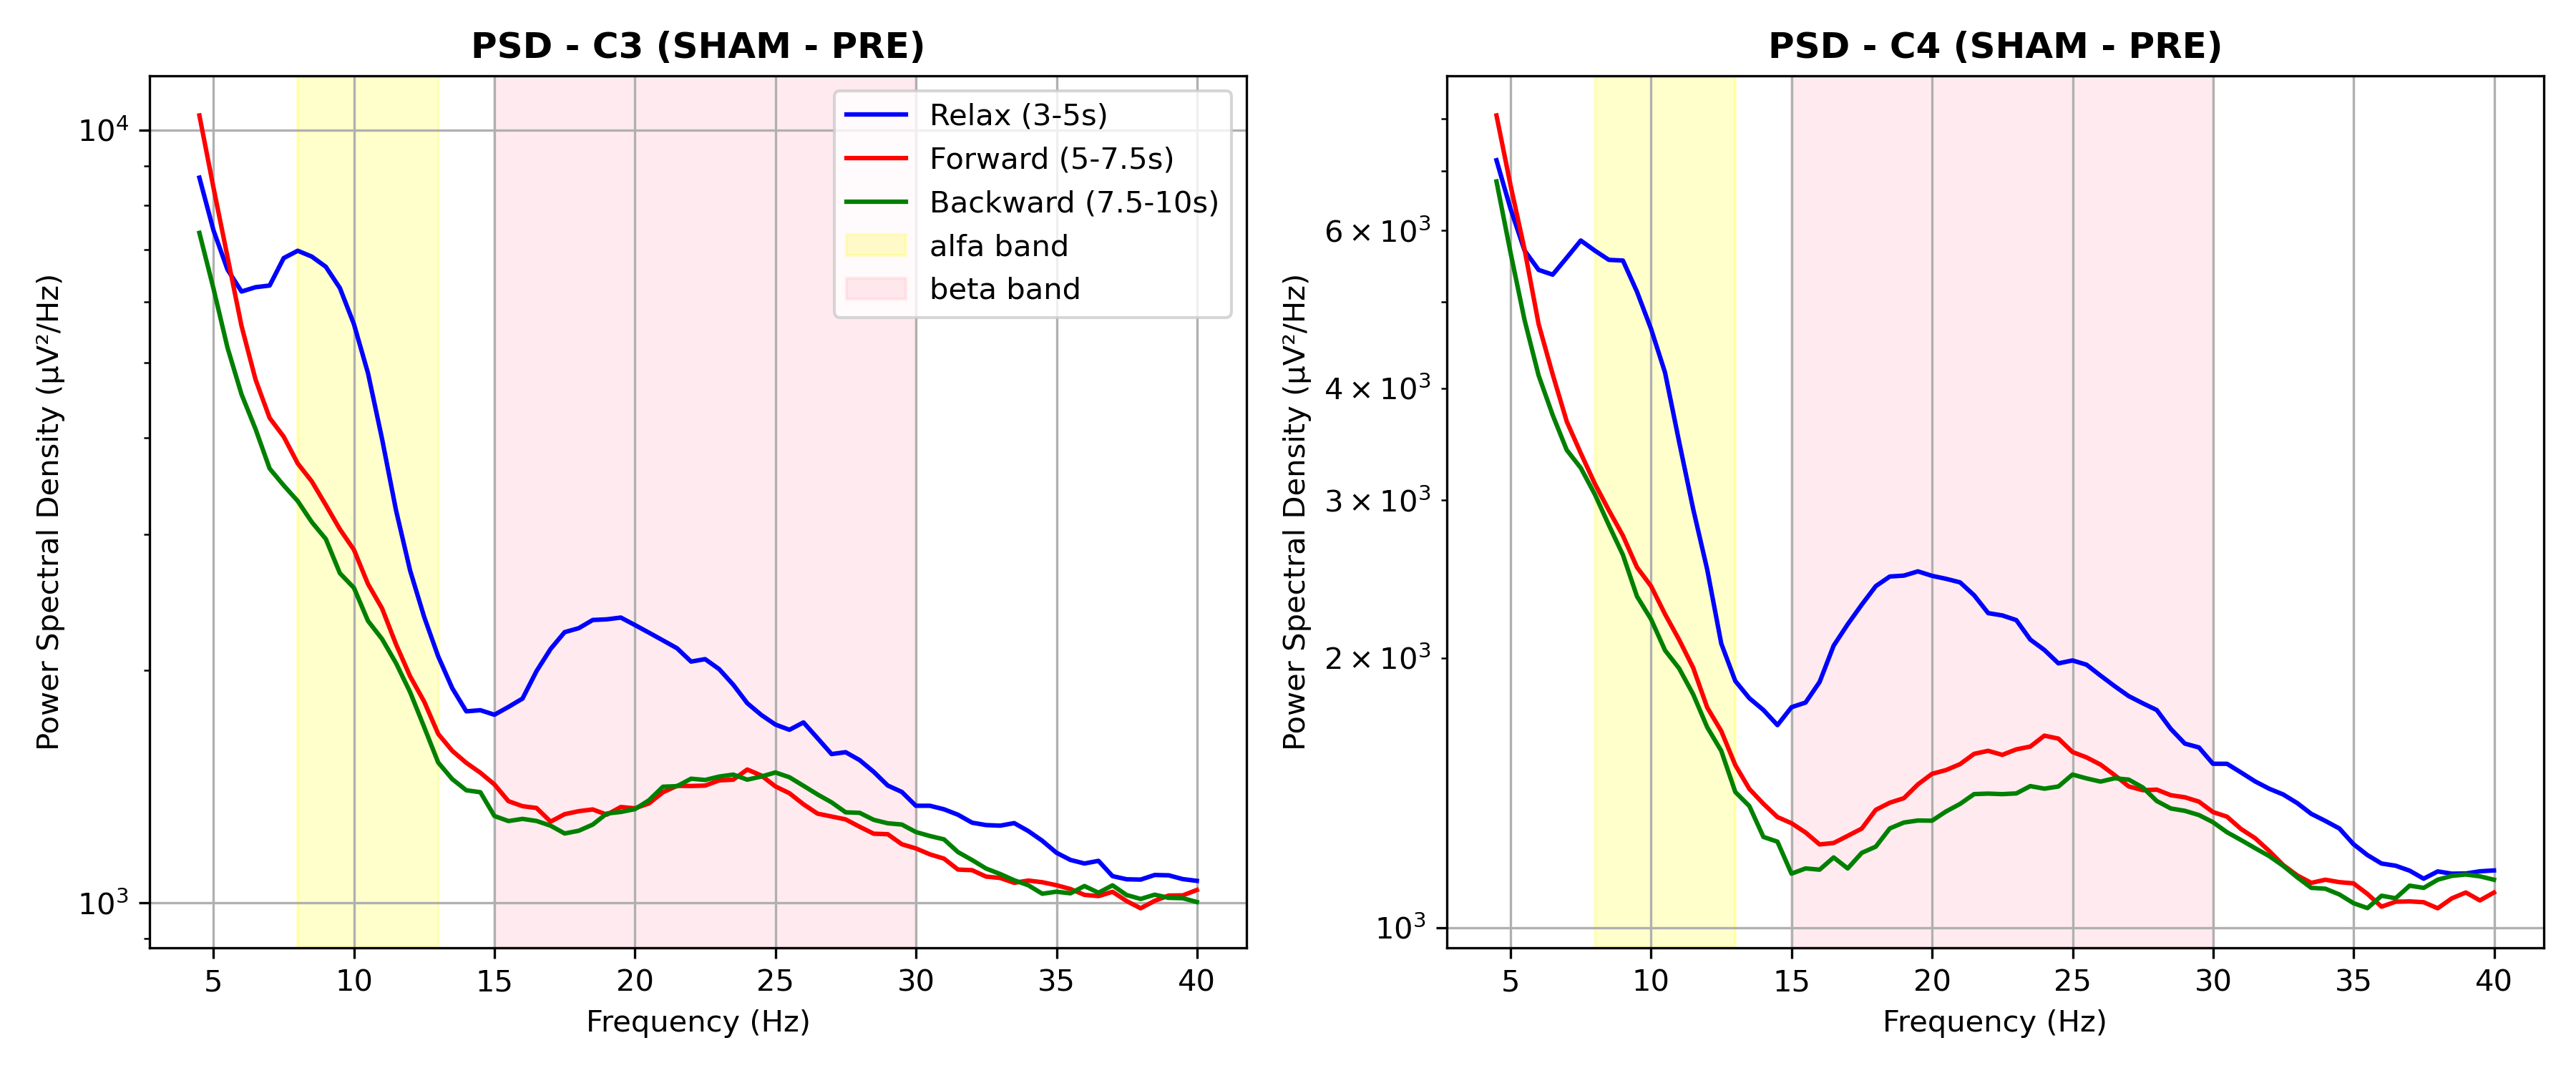 PSD - C3 (SHAM - PRE)
Power Spectral Density (µV²/Hz)
10⁴
10³
5 10 15 20 25 30 35 40
Frequency (Hz)
Relax (3-5s)
Forward (5-7.5s)
Backward (7.5-10s)
alfa band
beta band
PSD - C4 (SHAM - PRE)
Power Spectral Density (µV²/Hz)
6 × 10³
4 × 10³
3 × 10³
2 × 10³
10³
5 10 15 20 25 30 35 40
Frequency (Hz)